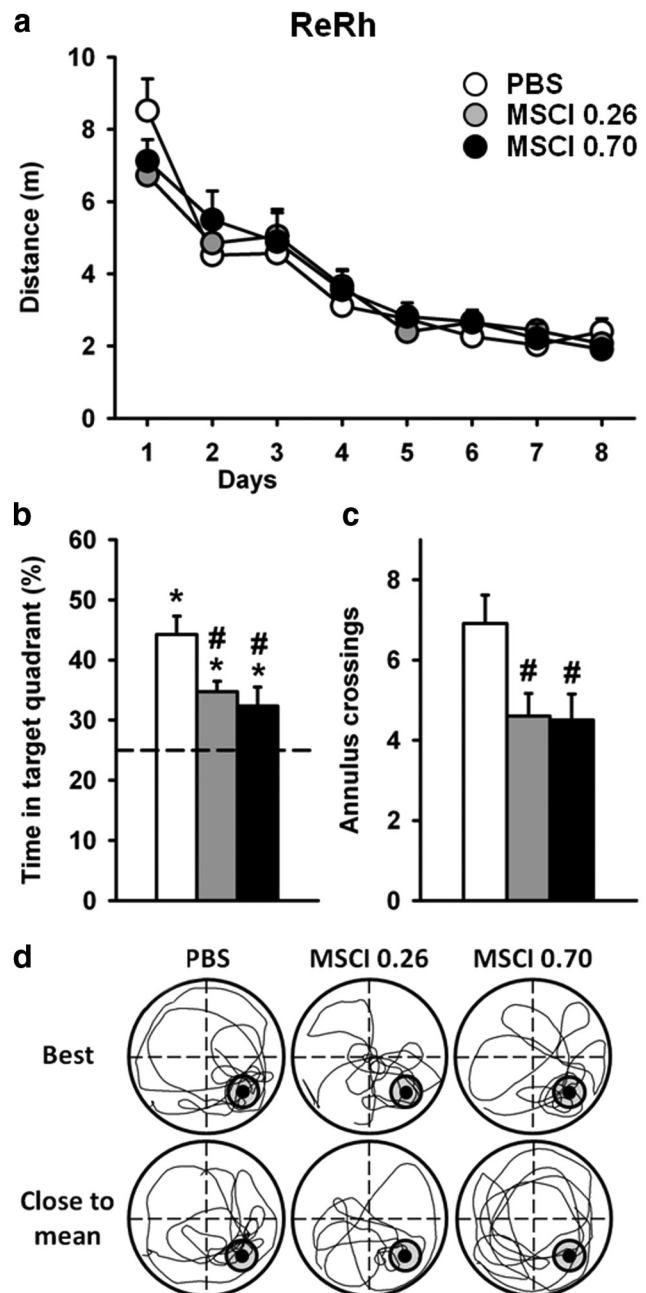 a
ReRh
10
8
6
4
2
0
Distance (m)
PBS
MSCI 0.26
MSCI 0.70
1 2 3 4 5 6 7 8
Days
b
60
50
40
30
20
10
0
Time in target quadrant (%)
*
#
*
#
*
c
8
6
4
2
0
Annulus crossings
#
#
d
PBS MSCI 0.26 MSCI 0.70
Best
Close to
mean